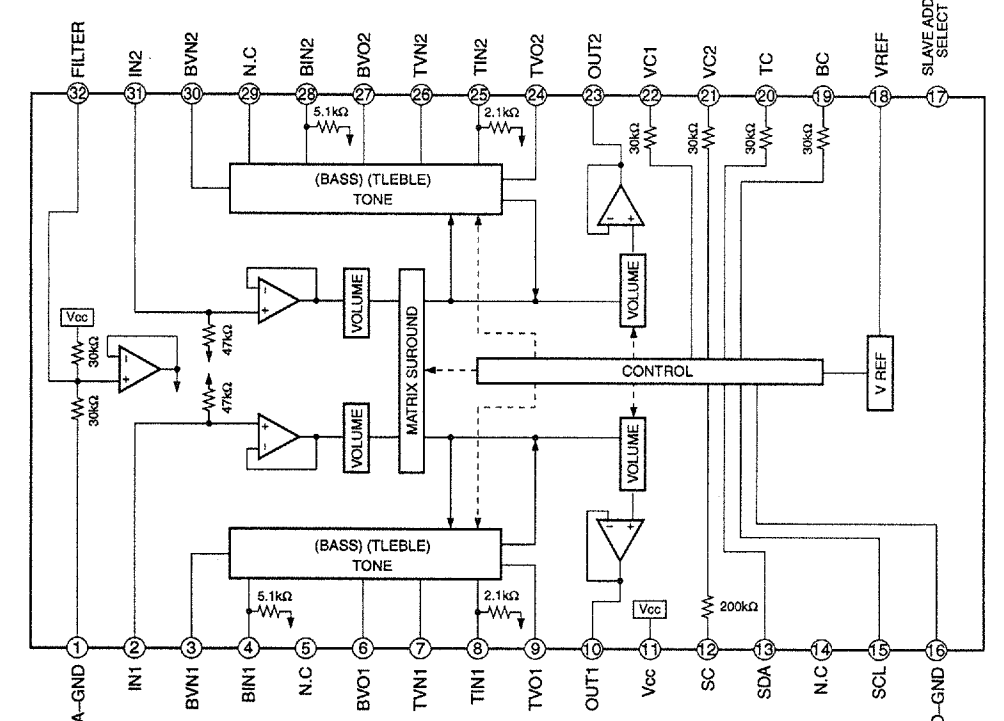 FILTER
IN2
BVN2
N.C
BIN2
BVO2
TVN2
TIN2
TVO2
OUT2
VC1
VC2
TC
BC
VREF
SLAVE ADD
SELECT
32
31
30
29
28
27
26
25
24
23
22
21
20
19
18
17
5.1kΩ
2.1kΩ
30kΩ
30kΩ
30kΩ
30kΩ
(BASS) (TLEBLE)
TONE
− +
VOLUME
VOLUME
−
+
Vcc
30kΩ
−
+
47kΩ
MATRIX SUROUND
CONTROL
V REF
30kΩ
47kΩ
+
−
VOLUME
VOLUME
− +
(BASS) (TLEBLE)
TONE
5.1kΩ
2.1kΩ
Vcc
200kΩ
1
2
3
4
5
6
7
8
9
10
11
12
13
14
15
16
A−GND
IN1
BVN1
BIN1
N.C
BVO1
TVN1
TIN1
TVO1
OUT1
Vcc
SC
SDA
N.C
SCL
D−GND